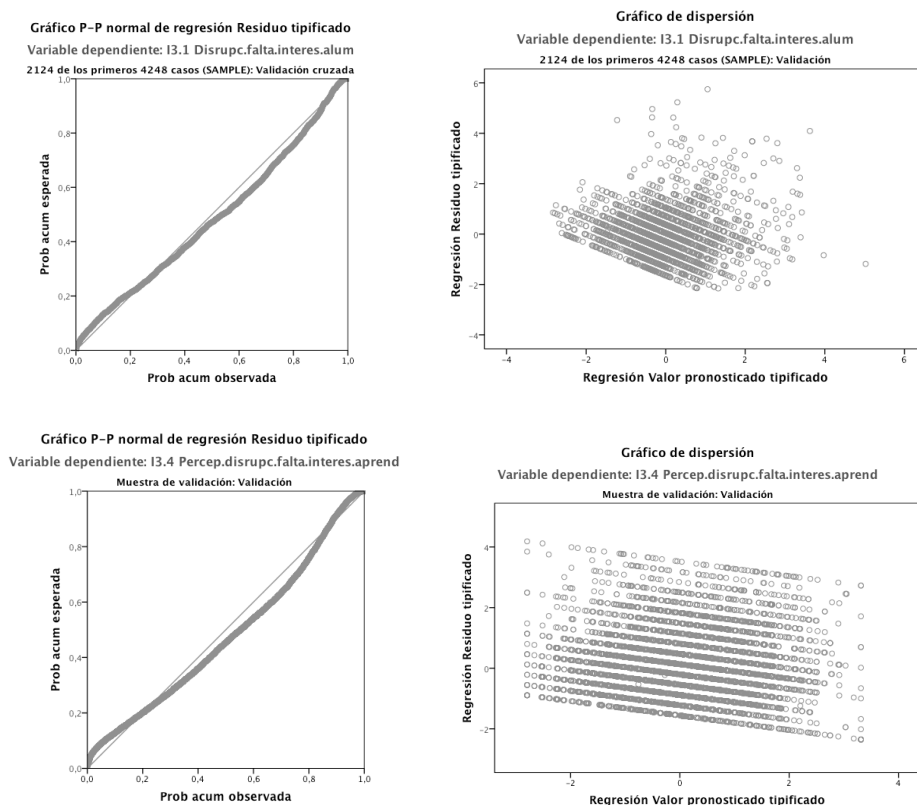 Gráfico P-P normal de regresión Residuo tipificado
Variable dependiente: I3.1 Disrupc.falta.interes.alum
2124 de los primeros 4248 casos (SAMPLE): Validación cruzada
1,0
0,8
0,6
0,4
0,2
0,0
Prob acum esperada
0,0 0,2 0,4 0,6 0,8 1,0
Prob acum observada
Gráfico de dispersión
Variable dependiente: I3.1 Disrupc.falta.interes.alum
2124 de los primeros 4248 casos (SAMPLE): Validación
6
4
2
0
-2
-4
Regresión Residuo tipificado
-4 -2 0 2 4 6
Regresión Valor pronosticado tipificado
Gráfico P-P normal de regresión Residuo tipificado
Variable dependiente: I3.4 Percep.disrupc.falta.interes.aprend
Muestra de validación: Validación
1,0
0,8
0,6
0,4
0,2
0,0
Prob acum esperada
0,0 0,2 0,4 0,6 0,8 1,0
Prob acum observada
Gráfico de dispersión
Variable dependiente: I3.4 Percep.disrupc.falta.interes.aprend
Muestra de validación: Validación
4
2
0
-2
Regresión Residuo tipificado
-2 0 2 4
Regresión Valor pronosticado tipificado